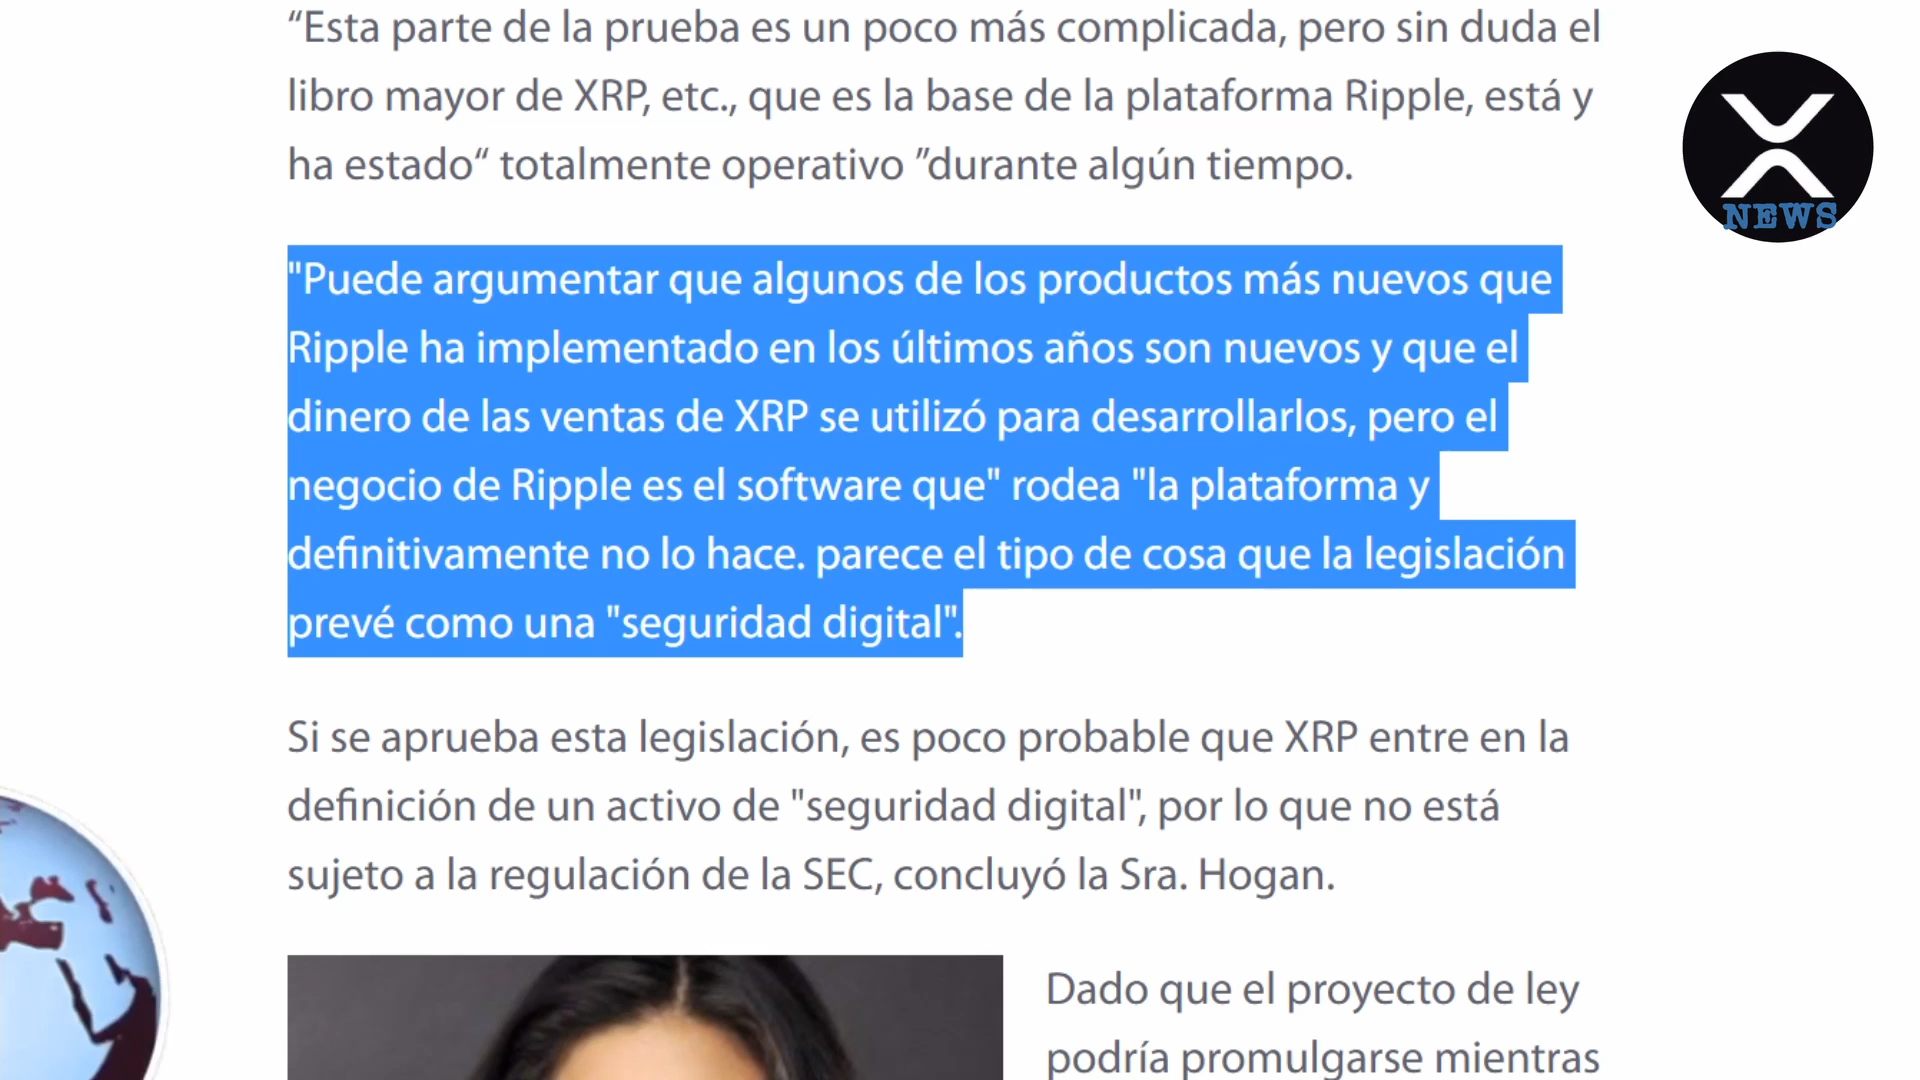 “Esta parte de la prueba es un poco más complicada, pero sin duda el
libro mayor de XRP, etc., que es la base de la plataforma Ripple, está y
ha estado“ totalmente operativo ”durante algún tiempo.
"Puede argumentar que algunos de los productos más nuevos que
Ripple ha implementado en los últimos años son nuevos y que el
dinero de las ventas de XRP se utilizó para desarrollarlos, pero el
negocio de Ripple es el software que" rodea "la plataforma y
definitivamente no lo hace. parece el tipo de cosa que la legislación
prevé como una "seguridad digital".
Si se aprueba esta legislación, es poco probable que XRP entre en la
definición de un activo de "seguridad digital", por lo que no está
sujeto a la regulación de la SEC, concluyó la Sra. Hogan.
Dado que el proyecto de ley
podría promulgarse mientras
NEWS